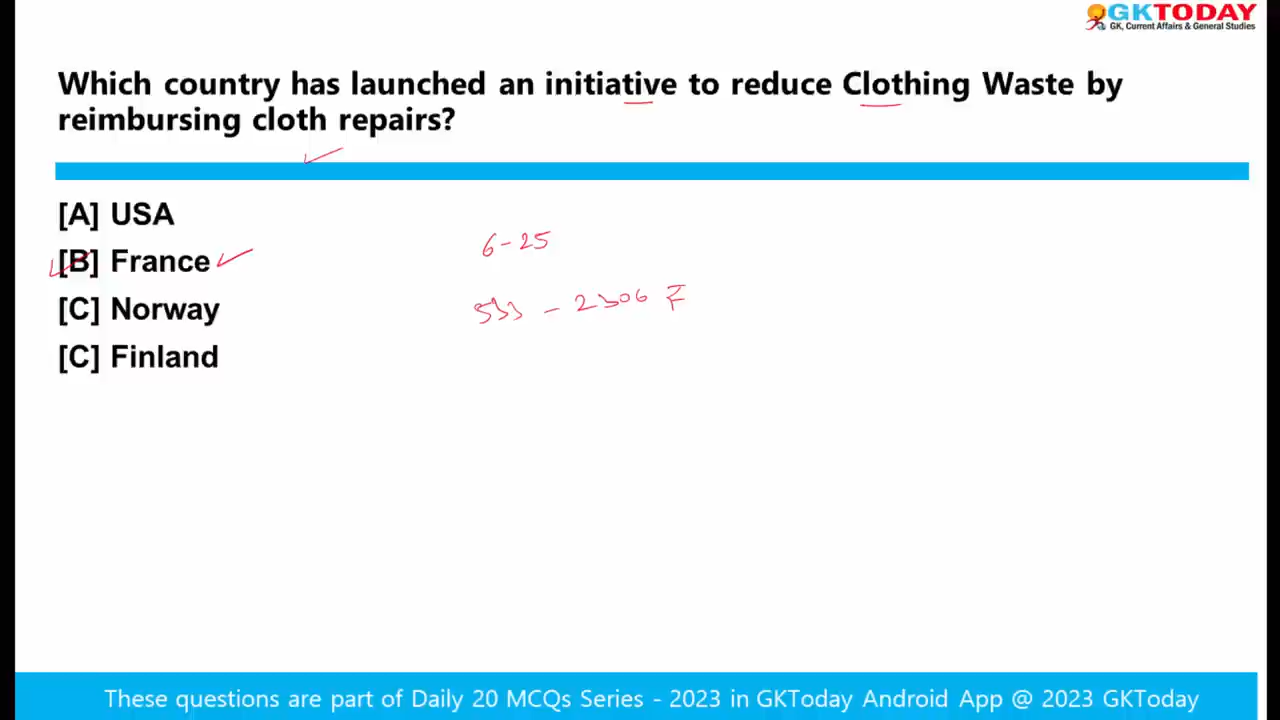 GKTODAY
GK, Current Affairs & General Studies
Which country has launched an initiative to reduce Clothing Waste by
reimbursing cloth repairs?
[A] USA
[B] France
[C] Norway
[C] Finland
6-25
533 - 2306 ₹
These questions are part of Daily 20 MCQs Series - 2023 in GKToday Android App @ 2023 GKToday